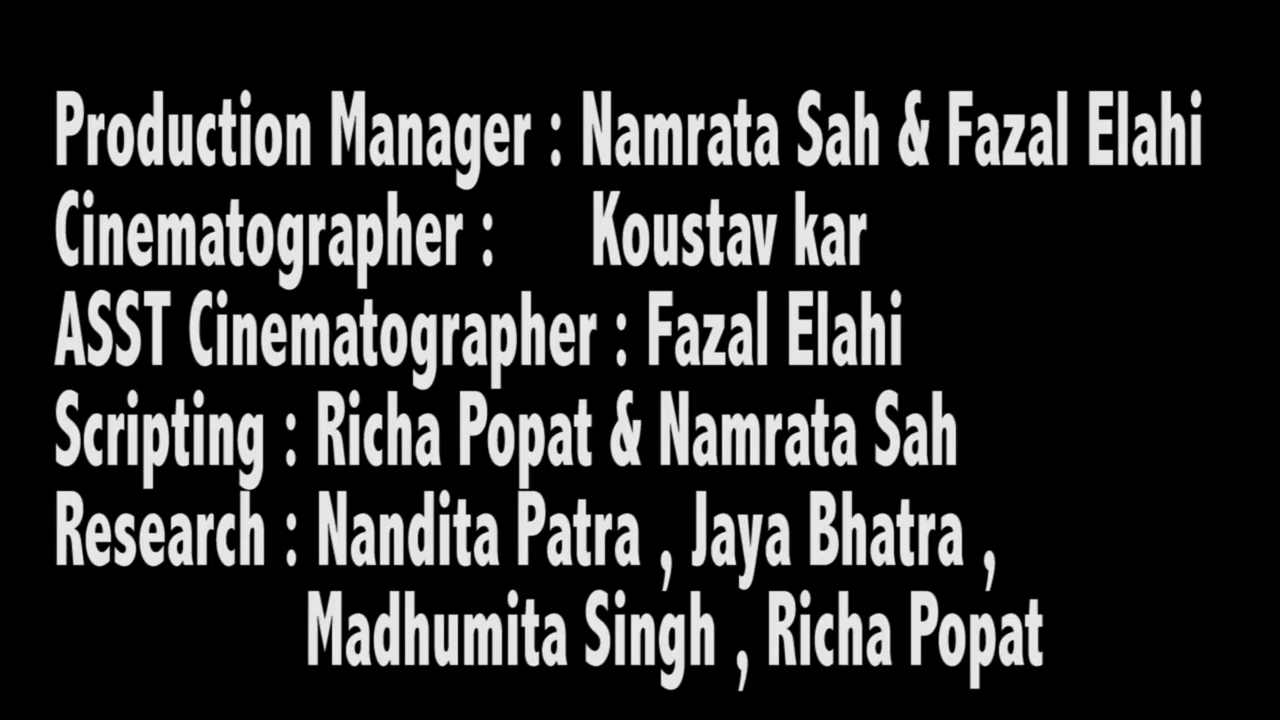 Production Manager : Namrata Sah & Fazal Elahi
Cinematographer : Koustav kar
ASST Cinematographer : Fazal Elahi
Scripting : Richa Popat & Namrata Sah
Research : Nandita Patra , Jaya Bhatra ,
Madhumita Singh , Richa Popat